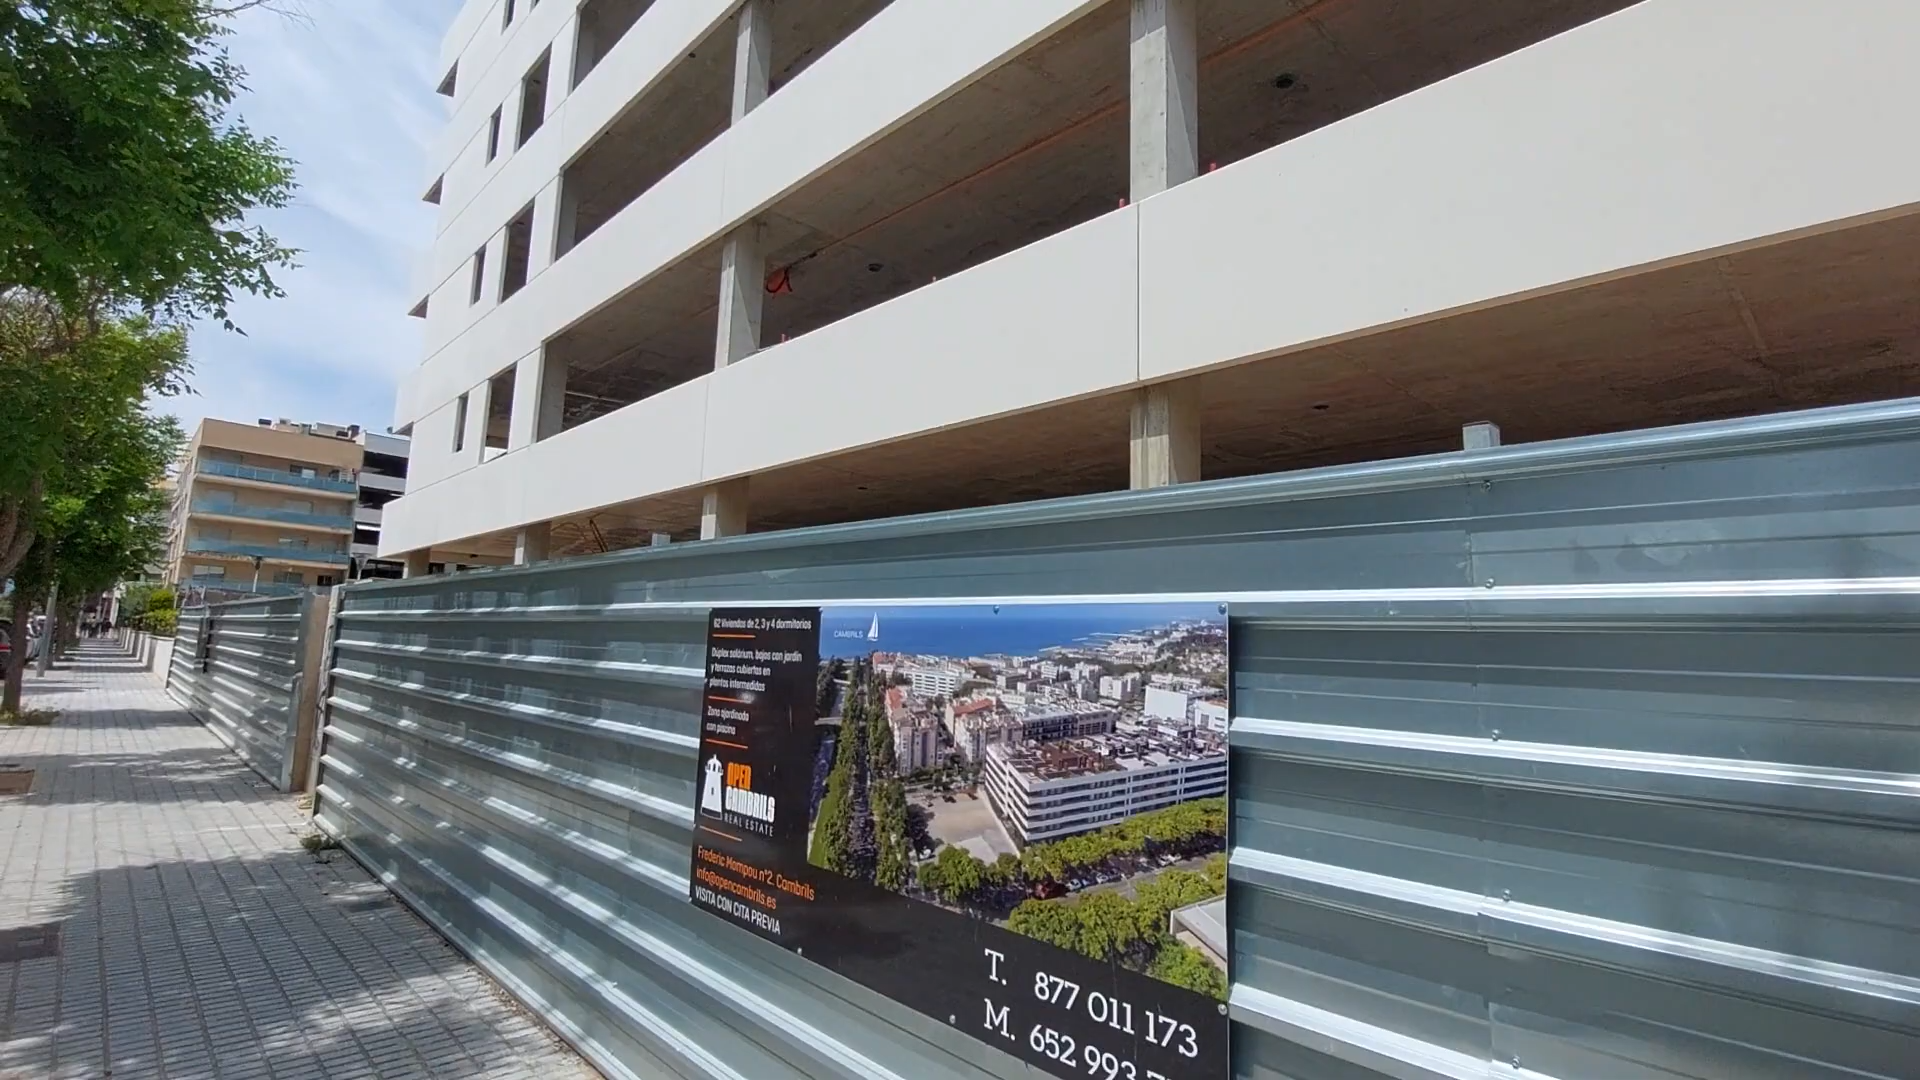 62 Viviendas de 2, 3 y 4 dormitorios
Dúplex solárium, bajos con jardín
y terrazas cubiertas en
plantas intermedias
Zona ajardinada
con piscina
OPEN
CAMBRILS
REAL ESTATE
Frederic Mompou nº2. Cambrils
info@opencambrils.es
VISITA CON CITA PREVIA
CAMBRILS
T. 877 011 173
M. 652 993